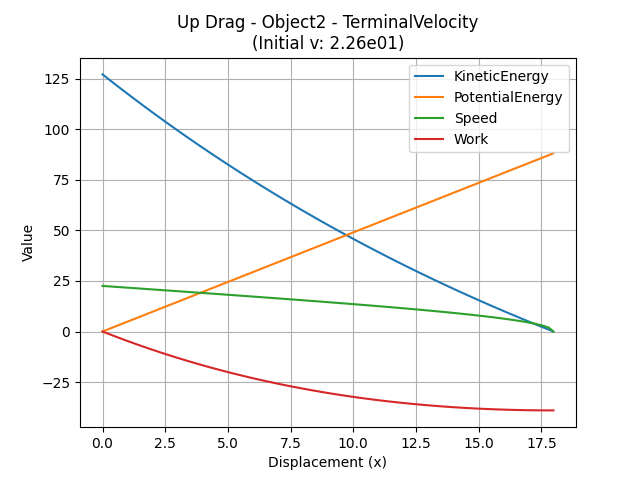 Up Drag - Object2 - TerminalVelocity
(Initial v: 2.26e01)
KineticEnergy
PotentialEnergy
Speed
Work
Value
125
100
75
50
25
0
−25
0.0 2.5 5.0 7.5 10.0 12.5 15.0 17.5
Displacement (x)